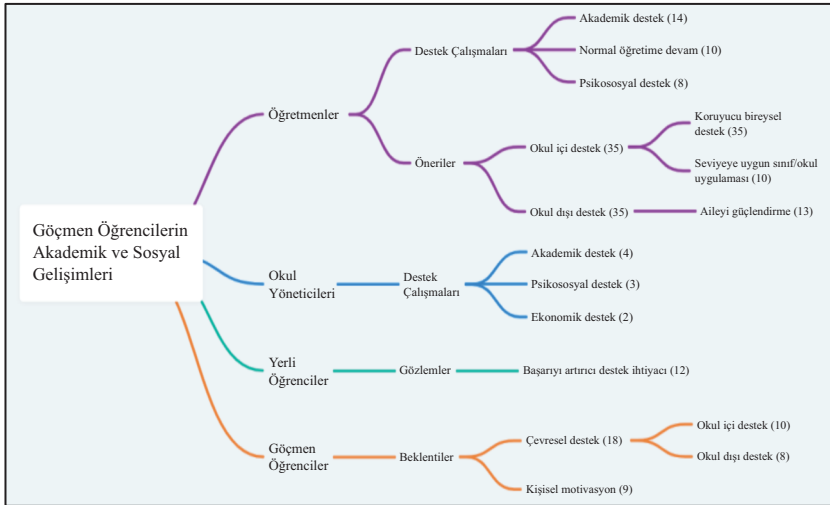 Göçmen Öğrencilerin
Akademik ve Sosyal
Gelişimleri
Öğretmenler
Destek Çalışmaları
Akademik destek (14)
Normal öğretime devam (10)
Psikososyal destek (8)
Öneriler
Okul içi destek (35)
Koruyucu bireysel
destek (35)
Seviyeye uygun sınıf/okul
uygulaması (10)
Okul dışı destek (35)
Aileyi güçlendirme (13)
Okul
Yöneticileri
Destek
Çalışmaları
Akademik destek (4)
Psikososyal destek (3)
Ekonomik destek (2)
Yerli
Öğrenciler
Gözlemler
Başarıyı artırıcı destek ihtiyacı (12)
Göçmen
Öğrenciler
Beklentiler
Çevresel destek (18)
Okul içi destek (10)
Okul dışı destek (8)
Kişisel motivasyon (9)